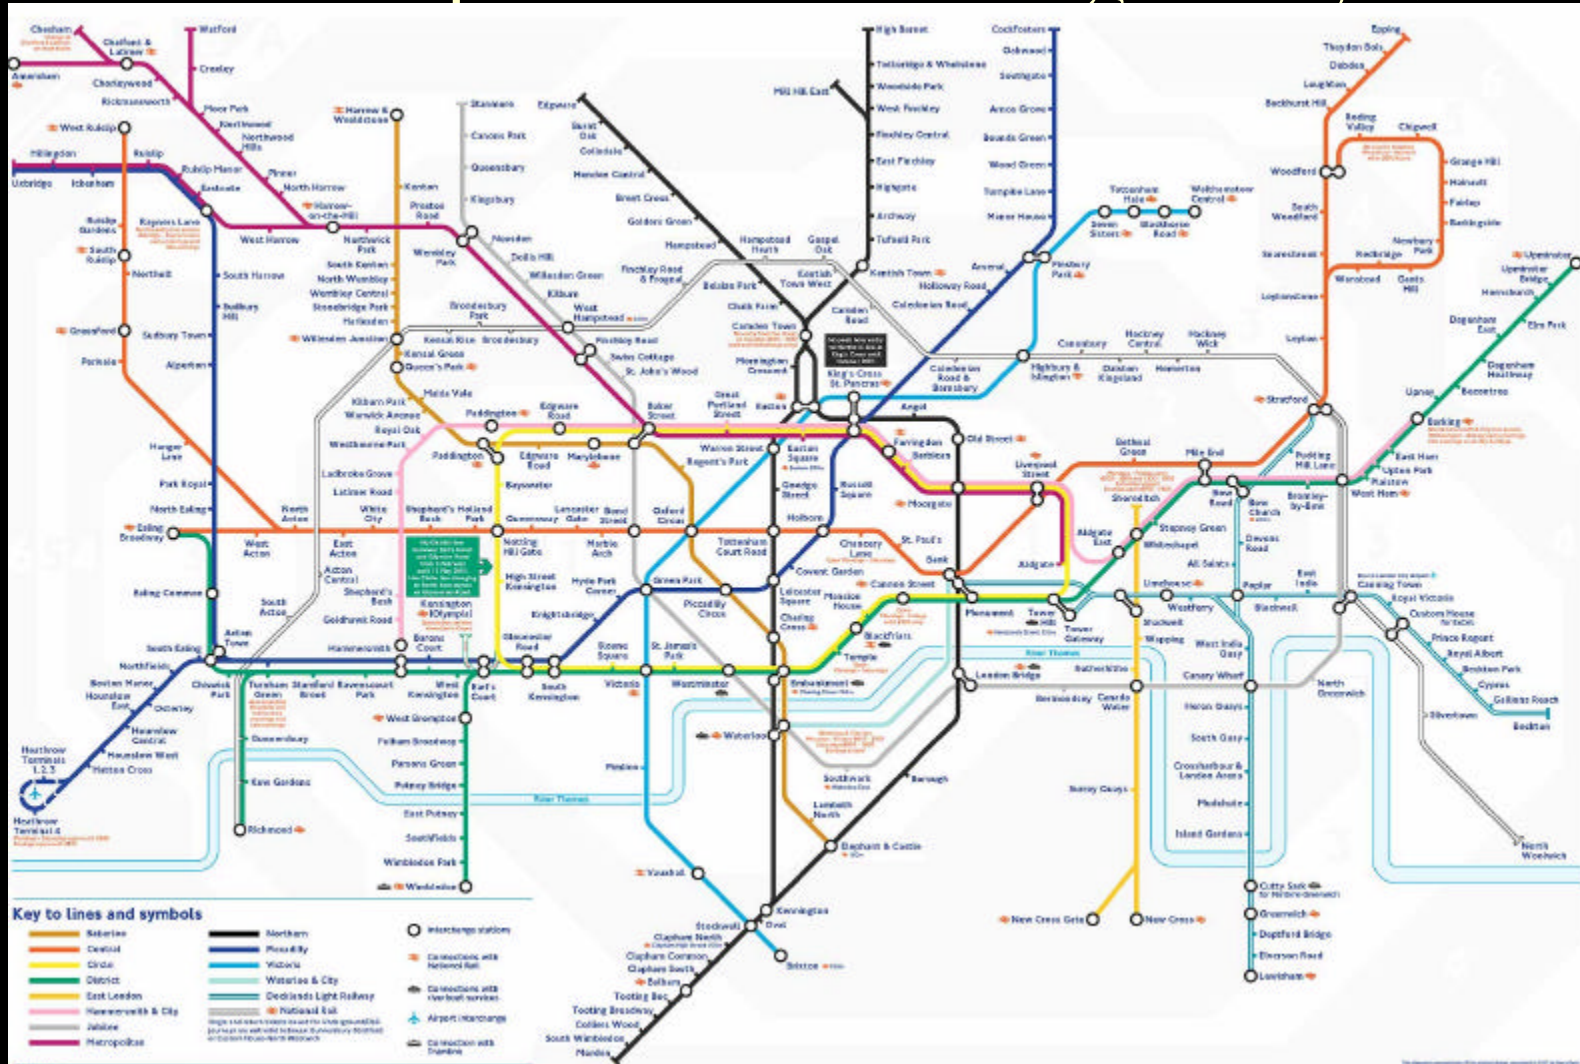 Chesham
Chalfont &
Latimer
Watford
Amersham
Croxley
Chorleywood
Rickmansworth
Moor Park
Northwood
Northwood
Hills
West Ruislip
Hillingdon
Ruislip
Ruislip Manor
Pinner
Uxbridge
Ickenham
Eastcote
North Harrow
Harrow-
on-the-Hill
Ruislip
Gardens
Rayners Lane
West Harrow
Northwick
Park
Preston
Road
South
Ruislip
Northolt
South Harrow
Greenford
Sudbury
Hill
Sudbury Town
Perivale
Alperton
Hanger
Lane
Park Royal
North Ealing
Ealing
Broadway
West
Acton
North
Acton
East
Acton
Ealing Common
Acton
Central
South
Acton
Acton
Town
South Ealing
Northfields
Boston Manor
Hounslow
East
Osterley
Hounslow
Central
Hounslow West
Hatton Cross
Heathrow
Terminals
1,2,3
Heathrow
Terminal 4
Chiswick
Park
Turnham
Green
Stamford
Brook
Ravenscourt
Park
Gunnersbury
Kew Gardens
Richmond
Harrow &
Wealdstone
Kenton
South Kenton
North Wembley
Wembley Central
Stonebridge Park
Harlesden
Willesden Junction
Kensal Green
Queen's Park
Kilburn Park
Maida Vale
Warwick Avenue
Royal Oak
Westbourne Park
Ladbroke Grove
Latimer Road
White
City
Shepherd's
Bush
Holland
Park
Shepherd's
Bush
Goldhawk Road
Hammersmith
Barons
Court
Kensington
(Olympia)
West
Kensington
Earl's
Court
West Brompton
Fulham Broadway
Parsons Green
Putney Bridge
East Putney
Southfields
Wimbledon Park
Wimbledon
Stanmore
Canons Park
Queensbury
Kingsbury
Wembley
Park
Neasden
Dollis Hill
Willesden Green
Kilburn
West
Hampstead
Brondesbury
Park
Kensal Rise
Brondesbury
Finchley Road
Swiss Cottage
St. John's Wood
Finchley Road
& Frognal
Edgware
Burnt
Oak
Colindale
Hendon Central
Brent Cross
Golders Green
Hampstead
Hampstead
Heath
Gospel
Oak
Belsize Park
Chalk Farm
Camden Town
Mornington
Crescent
Kentish
Town West
Kentish Town
Camden
Road
Mill Hill East
High Barnet
Totteridge & Whetstone
Woodside Park
West Finchley
Finchley Central
East Finchley
Highgate
Archway
Tufnell Park
Cockfosters
Oakwood
Southgate
Arnos Grove
Bounds Green
Wood Green
Turnpike Lane
Manor House
Arsenal
Finsbury
Park
Holloway Road
Caledonian Road
Seven
Sisters
Tottenham
Hale
Blackhorse
Road
Walthamstow
Central
Caledonian
Road &
Barnsbury
Highbury &
Islington
Canonbury
Dalston
Kingsland
Hackney
Central
Homerton
Hackney
Wick
Epping
Theydon Bois
Debden
Loughton
Buckhurst Hill
Roding
Valley
Chigwell
Woodford
Grange Hill
Hainault
Fairlop
Barkingside
Newbury
Park
South
Woodford
Snaresbrook
Redbridge
Wanstead
Gants
Hill
Leytonstone
Leyton
Stratford
Upminster
Upminster
Bridge
Hornchurch
Elm Park
Dagenham
East
Dagenham
Heathway
Becontree
Upney
Barking
East Ham
Upton Park
Plaistow
West Ham
Pudding
Mill Lane
Bromley-
by-Bow
Bow
Road
Bow
Church
Mile End
Bethnal
Green
Shoreditch
Stepney Green
Whitechapel
Aldgate
East
Aldgate
Liverpool
Street
Moorgate
Old Street
Angel
Farringdon
Barbican
King's Cross
St. Pancras
Euston
Euston
Square
Warren Street
Great
Portland
Street
Baker
Street
Regent's Park
Paddington
Edgware
Road
Paddington
Edgware
Road
Marylebone
Bayswater
Queensway
Lancaster
Gate
Marble
Arch
Bond
Street
Oxford
Circus
Goodge
Street
Tottenham
Court Road
Russell
Square
Holborn
Chancery
Lane
St. Paul's
Bank
Notting
Hill Gate
High Street
Kensington
Hyde Park
Corner
Knightsbridge
Green Park
Piccadilly
Circus
Leicester
Square
Covent Garden
Charing
Cross
Cannon Street
Mansion
House
Blackfriars
Temple
Embankment
Monument
Tower
Hill
Tower
Gateway
Gloucester
Road
South
Kensington
Sloane
Square
Victoria
St. James's
Park
Westminster
Pimlico
Waterloo
Southwark
London Bridge
Borough
Lambeth
North
Elephant & Castle
Vauxhall
Kennington
Oval
Stockwell
Brixton
Clapham North
Clapham Common
Clapham South
Balham
Tooting Bec
Tooting Broadway
Colliers Wood
South Wimbledon
Morden
River Thames
River Thames
Shadwell
Wapping
Rotherhithe
Bermondsey
Canada
Water
Surrey Quays
New Cross Gate
New Cross
Limehouse
Westferry
Poplar
All Saints
Devons
Road
Blackwall
East
India
Canning Town
Royal Victoria
Custom House
Prince Regent
Royal Albert
Beckton Park
Cyprus
Gallions Reach
Beckton
West India
Quay
Canary Wharf
Heron Quays
South Quay
Crossharbour &
London Arena
Mudchute
Island Gardens
Cutty Sark
Greenwich
Deptford Bridge
Elverson Road
Lewisham
North
Greenwich
Silvertown
North
Woolwich
Key to lines and symbols
Bakerloo
Central
Circle
District
East London
Hammersmith & City
Jubilee
Metropolitan
Northern
Piccadilly
Victoria
Waterloo & City
Docklands Light Railway
National Rail
Interchange stations
Connections with
National Rail
Connections with
riverboat services
Airport interchange
Connection with
Tramlink